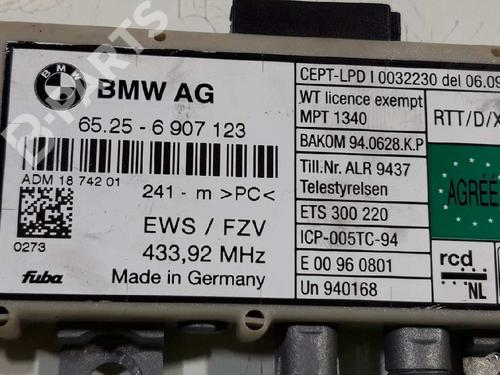 BMW
BMW AG
65.25-6 907 123
ADM 18 742 01
241 - m >PC<
EWS / FZV
0273
433,92 MHz
fuba
Made in Germany
CEPT-LPD I 0032230 del 06.09
WT licence exempt
MPT 1340
BAKOM 94.0628.K.P
Till.Nr. ALR 9437
Telestyrelsen
ETS 300 220
ICP-005TC-94
E 00 96 0801
Un 940168
RTT/D/X
AGRÉÉ
rcd
NL
B-PARTS